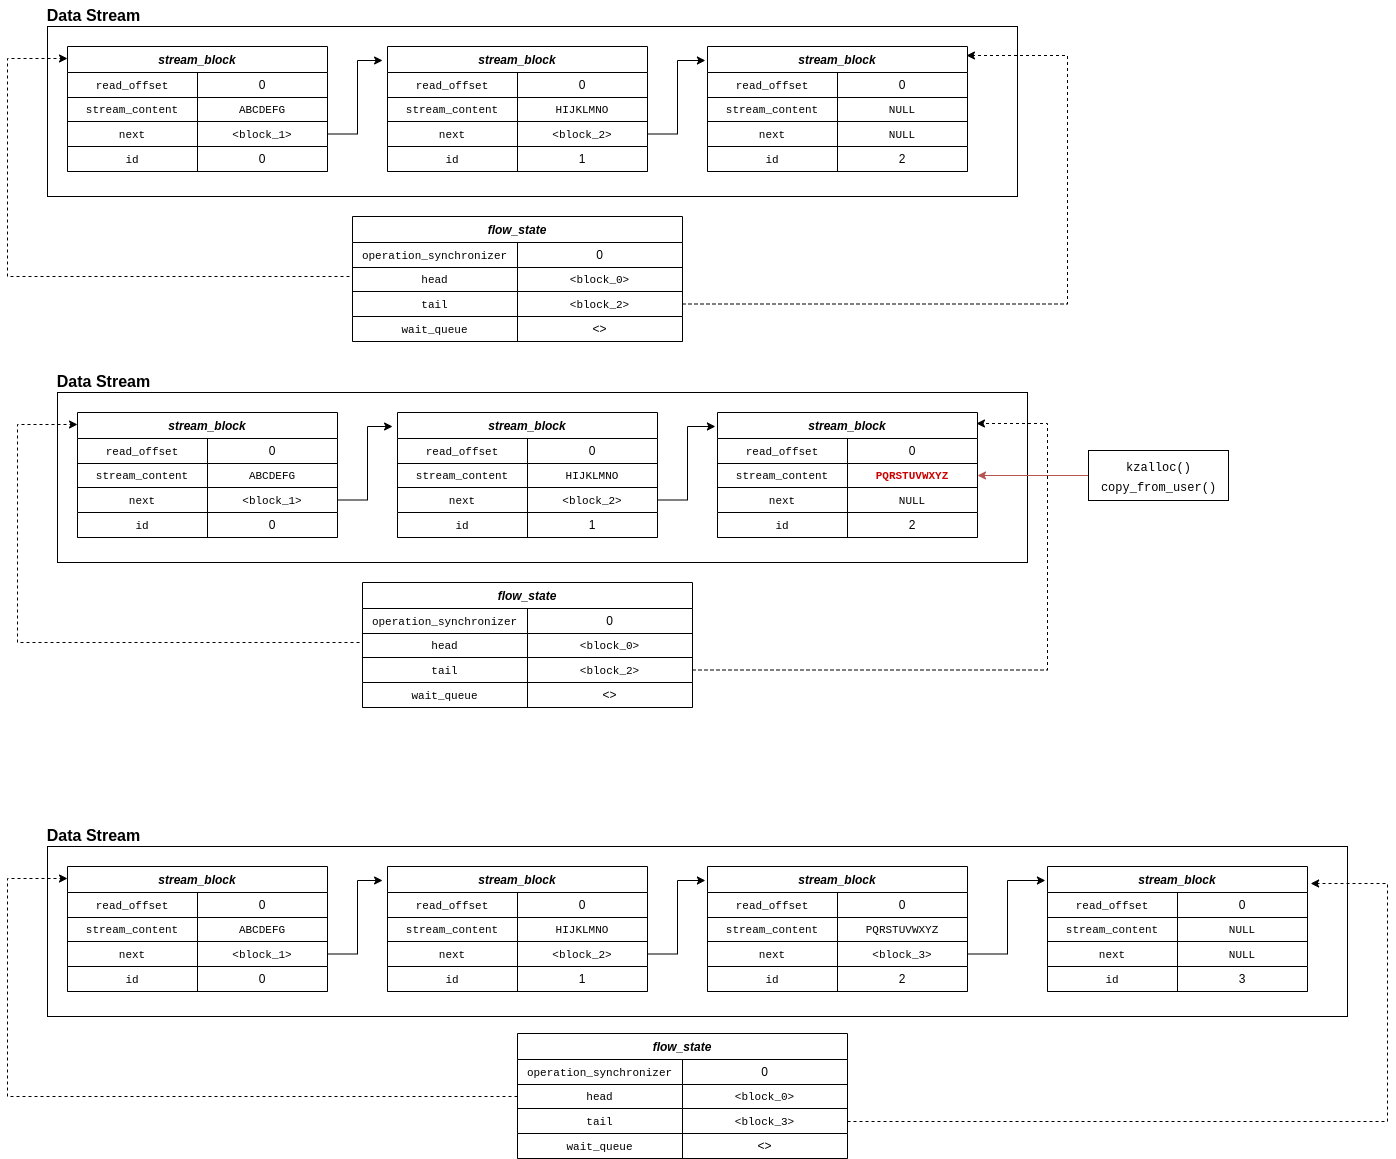 Data Stream
stream_block stream_block stream_block
read_offset 0 read_offset 0 read_offset 0
stream_content ABCDEFG stream_content HIJKLMNO stream_content NULL
next <block_1> next <block_2> next NULL
id 0 id 1 id 2
flow_state
operation_synchronizer 0
head <block_0>
tail <block_2>
wait_queue <>
Data Stream
stream_block stream_block stream_block
read_offset 0 read_offset 0 read_offset 0
stream_content ABCDEFG stream_content HIJKLMNO stream_content PQRSTUVWXYZ
next <block_1> next <block_2> next NULL
id 0 id 1 id 2
kzalloc()
copy_from_user()
flow_state
operation_synchronizer 0
head <block_0>
tail <block_2>
wait_queue <>
Data Stream
stream_block stream_block stream_block stream_block
read_offset 0 read_offset 0 read_offset 0 read_offset 0
stream_content ABCDEFG stream_content HIJKLMNO stream_content PQRSTUVWXYZ stream_content NULL
next <block_1> next <block_2> next <block_3> next NULL
id 0 id 1 id 2 id 3
flow_state
operation_synchronizer 0
head <block_0>
tail <block_3>
wait_queue <>